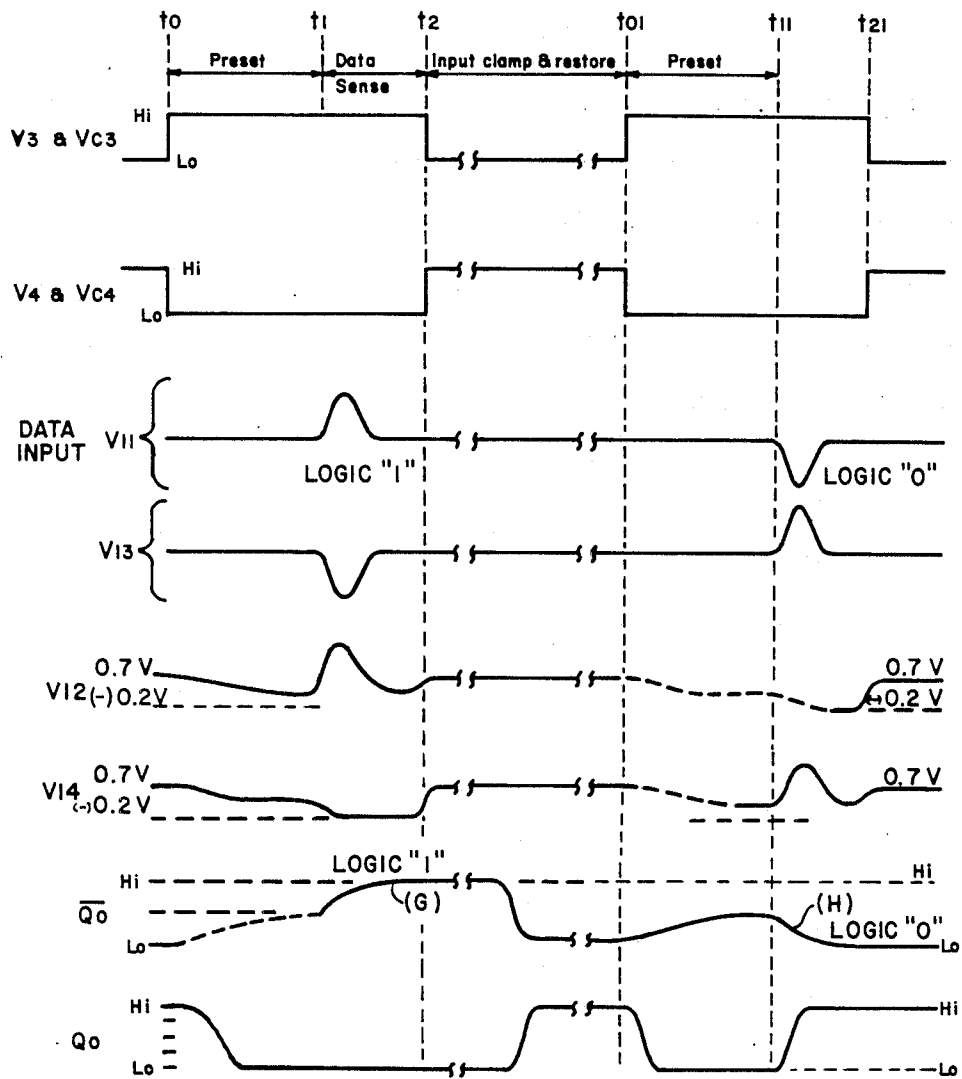 t0 t1 t2 t01 t11 t21
Preset Data Sense Input clamp & restore Preset
Hi
V3 & VC3
Lo
Hi
V4 & VC4
Lo
DATA INPUT V11
LOGIC "1" LOGIC "0"
V13
0.7 V 0.7 V
V12 (-) 0.2V (-) 0.2 V
0.7 V 0.7 V
V14 (-) 0.2 V
LOGIC "1"
Hi Hi
(G) (H)
Q̅o LOGIC "0"
Lo Lo
Hi Hi
Qo
Lo Lo